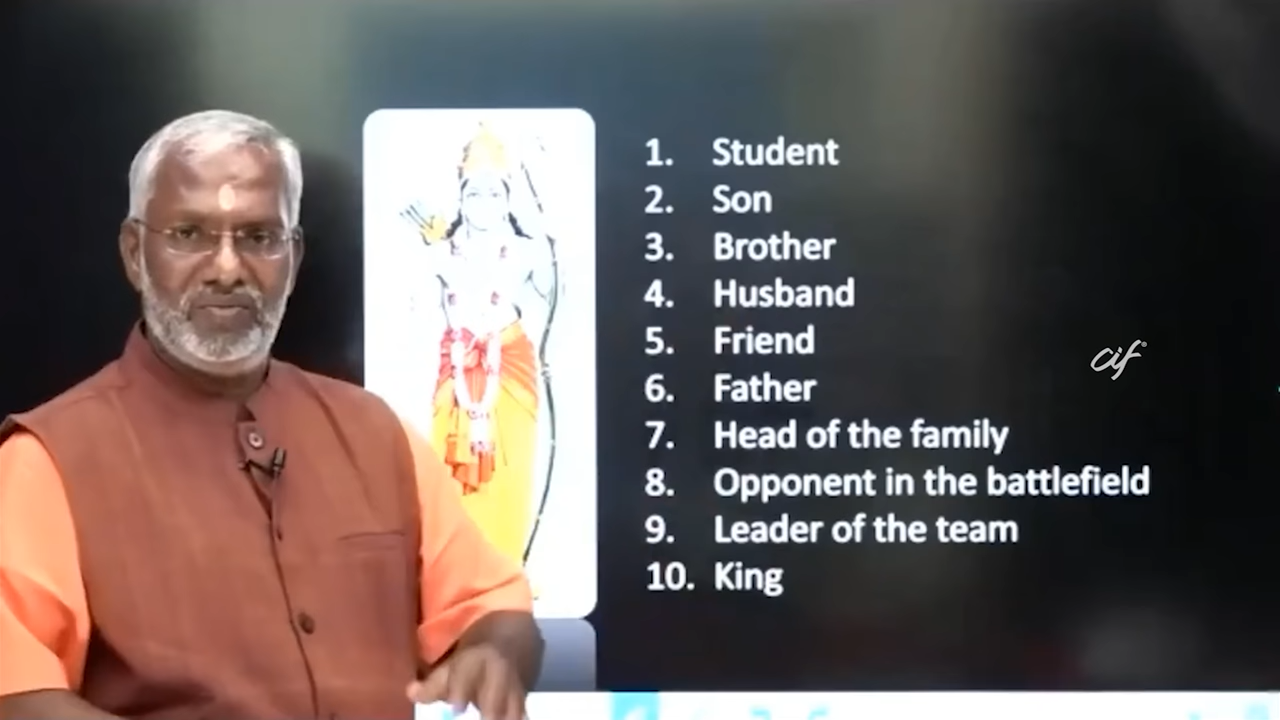 1. Student
2. Son
3. Brother
4. Husband
5. Friend
6. Father
7. Head of the family
8. Opponent in the battlefield
9. Leader of the team
10. King
cif